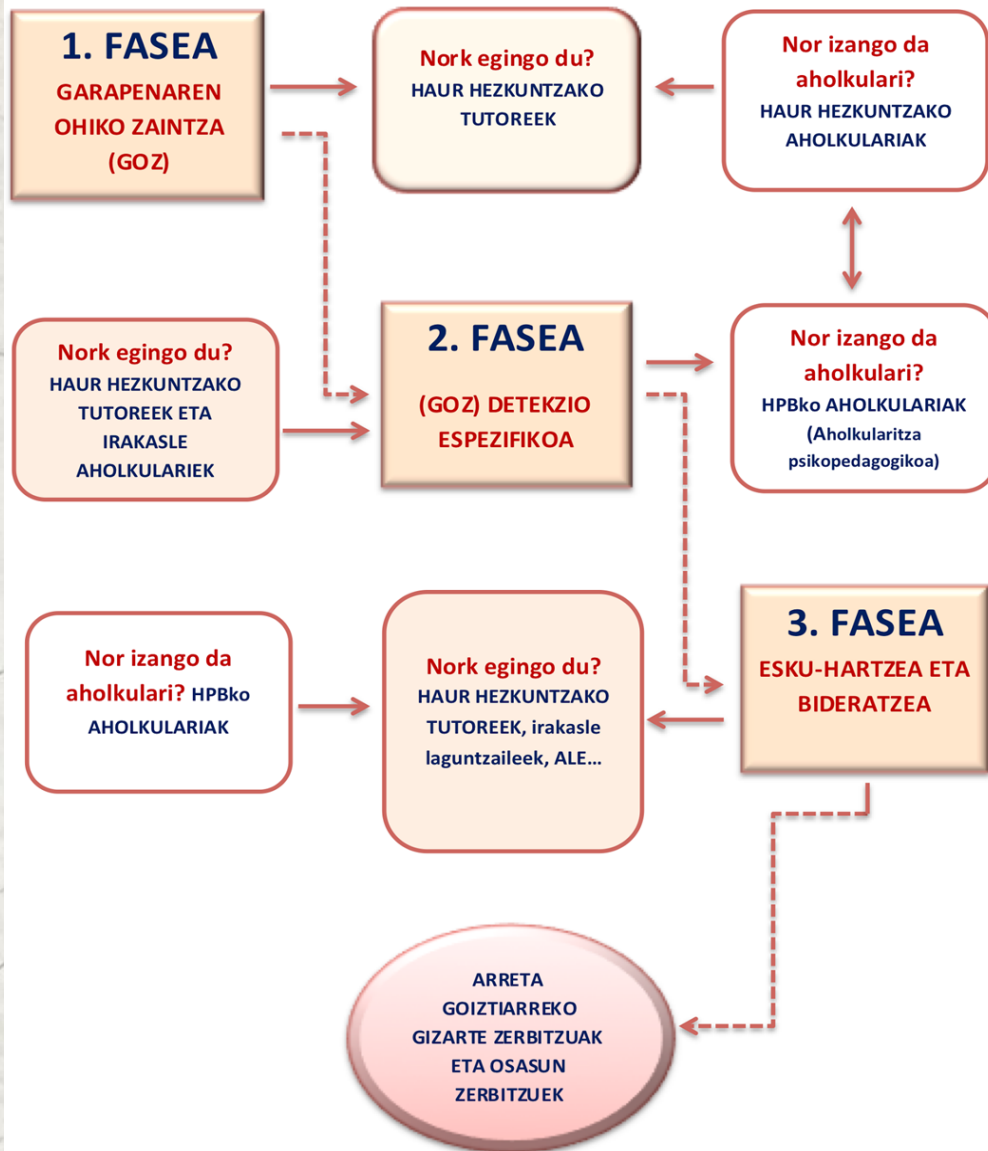 1. FASEA
GARAPENAREN
OHIKO ZAINTZA
(GOZ)
Nork egingo du?
HAUR HEZKUNTZAKO
TUTOREEK
Nor izango da
aholkulari?
HAUR HEZKUNTZAKO
AHOLKULARIAK
Nork egingo du?
HAUR HEZKUNTZAKO
TUTOREEK ETA
IRAKASLE
AHOLKULARIEK
2. FASEA
(GOZ) DETEKZIO
ESPEZIFIKOA
Nor izango da
aholkulari?
HPBko AHOLKULARIAK
(Aholkularitza
psikopedagogikoa)
Nor izango da
aholkulari? HPBko
AHOLKULARIAK
Nork egingo du?
HAUR HEZKUNTZAKO
TUTOREEK, irakasle
laguntzaileek, ALE...
3. FASEA
ESKU-HARTZEA ETA
BIDERATZEA
ARRETA
GOIZTIARREKO
GIZARTE ZERBITZUAK
ETA OSASUN
ZERBITZUEK